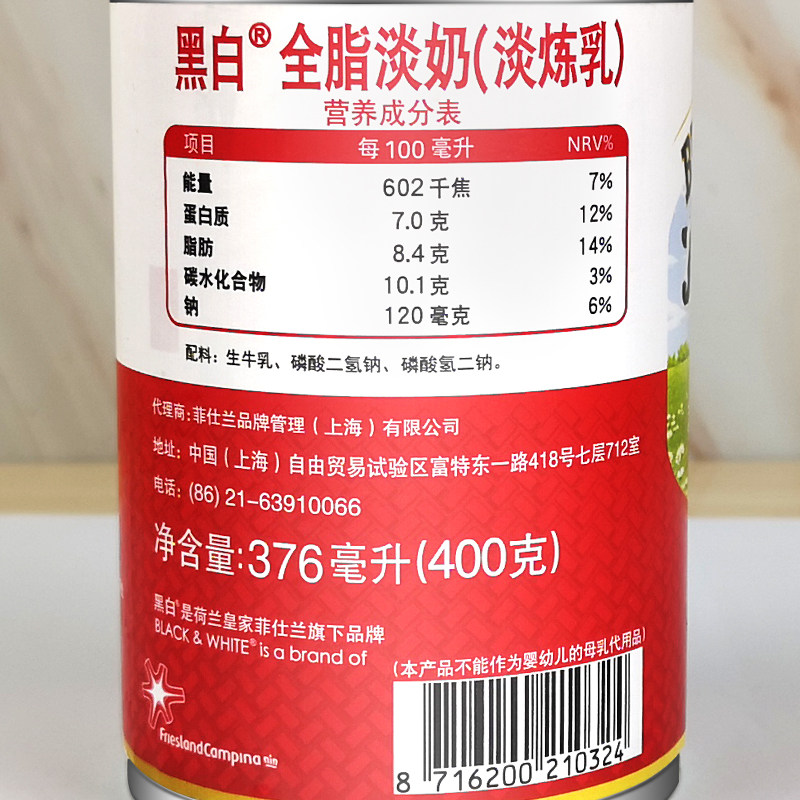 黑白® 全脂淡奶(淡炼乳)
营养成分表
项目 每100毫升 NRV%
能量 602千焦 7%
蛋白质 7.0克 12%
脂肪 8.4克 14%
碳水化合物 10.1克 3%
钠 120毫克 6%
配料：生牛乳、磷酸二氢钠、磷酸氢二钠。
代理商：菲仕兰品牌管理（上海）有限公司
地址：中国（上海）自由贸易试验区富特东一路418号七层712室
电话：(86) 21-63910066
净含量：376毫升(400克)
黑白®是荷兰皇家菲仕兰旗下品牌
BLACK & WHITE® is a brand of
FrieslandCampina
(本产品不能作为婴幼儿的母乳代用品)
8 716200 210324